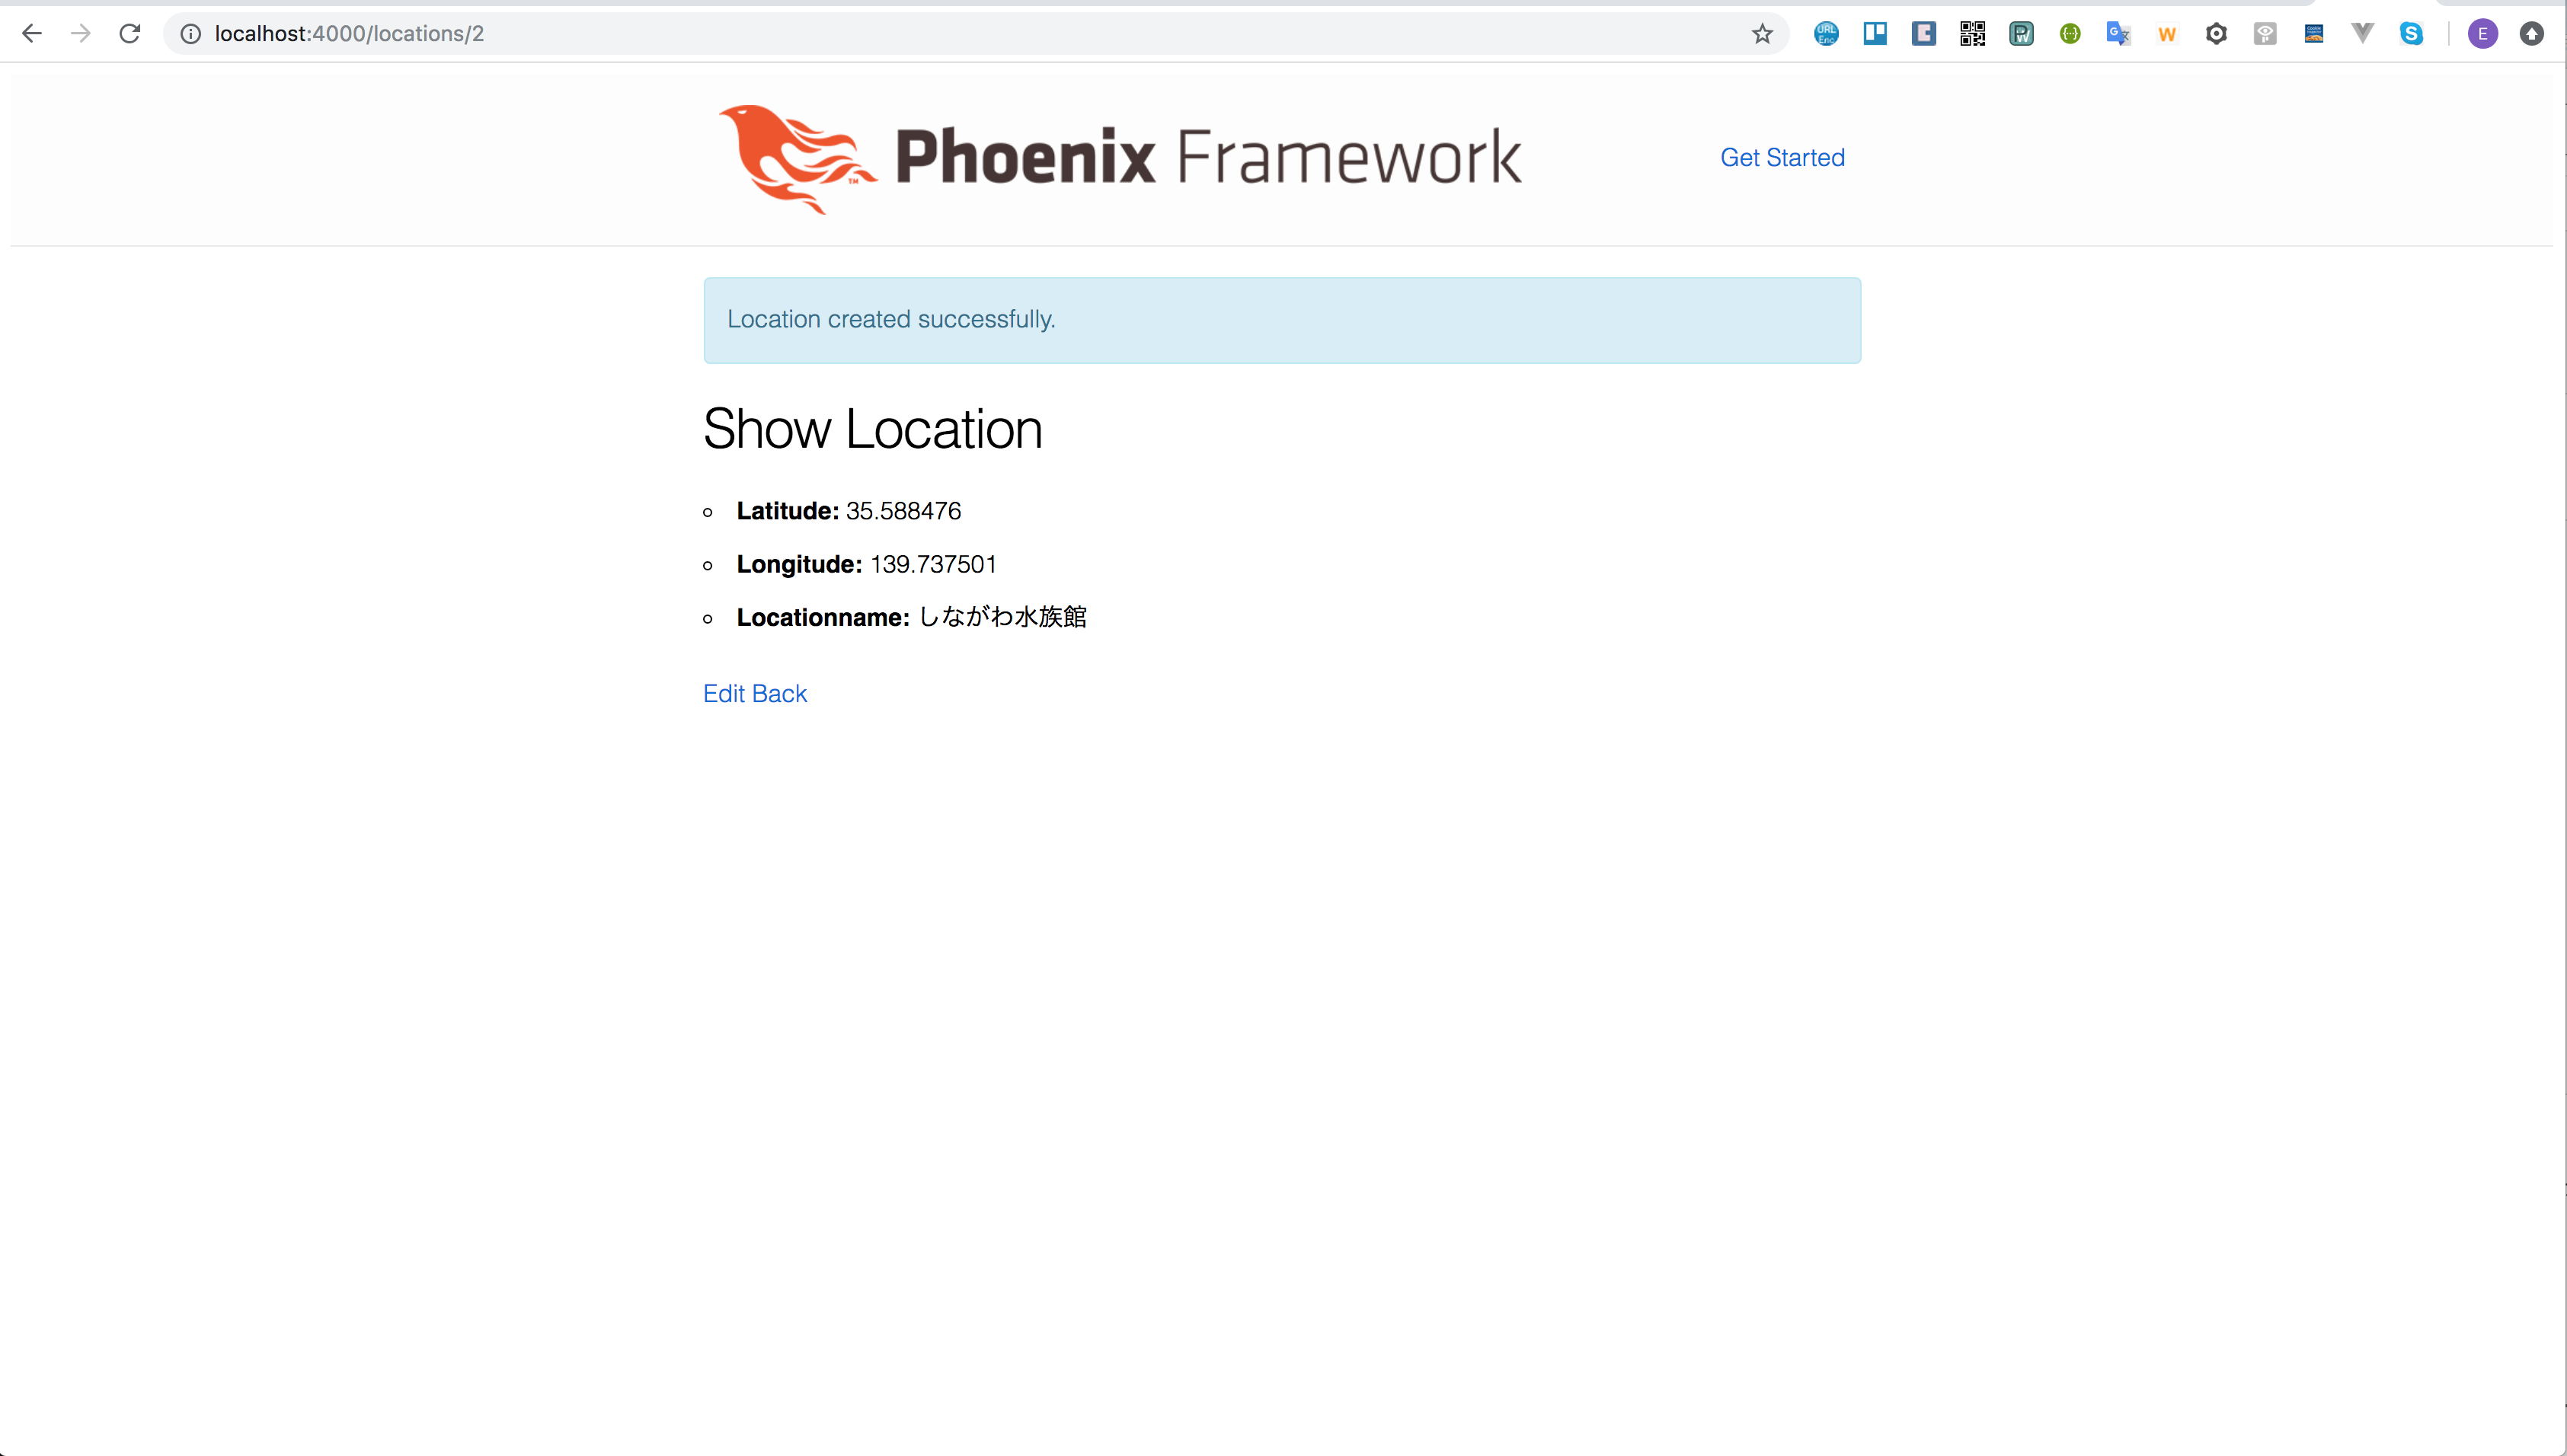 localhost:4000/locations/2
Phoenix Framework
Get Started
Location created successfully.
Show Location
Latitude: 35.588476
Longitude: 139.737501
Locationname: しながわ水族館
Edit Back